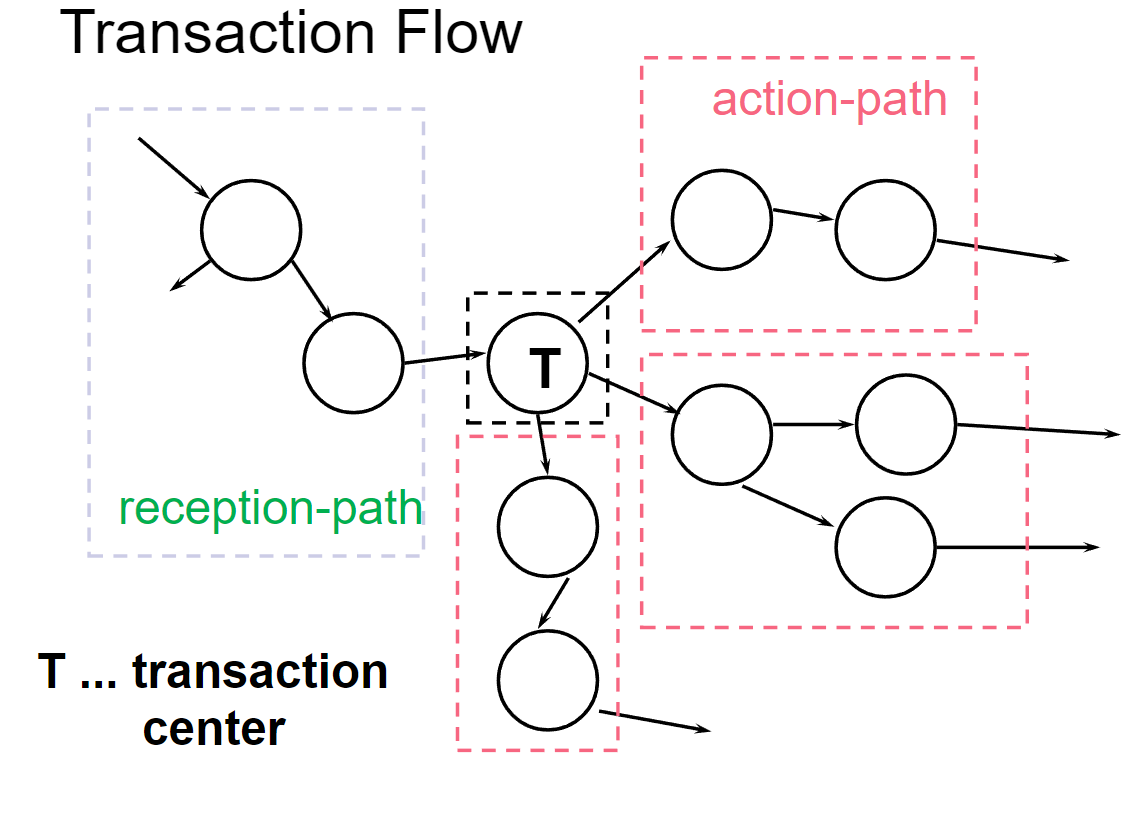 Transaction Flow
action-path
T
reception-path
T ... transaction
center